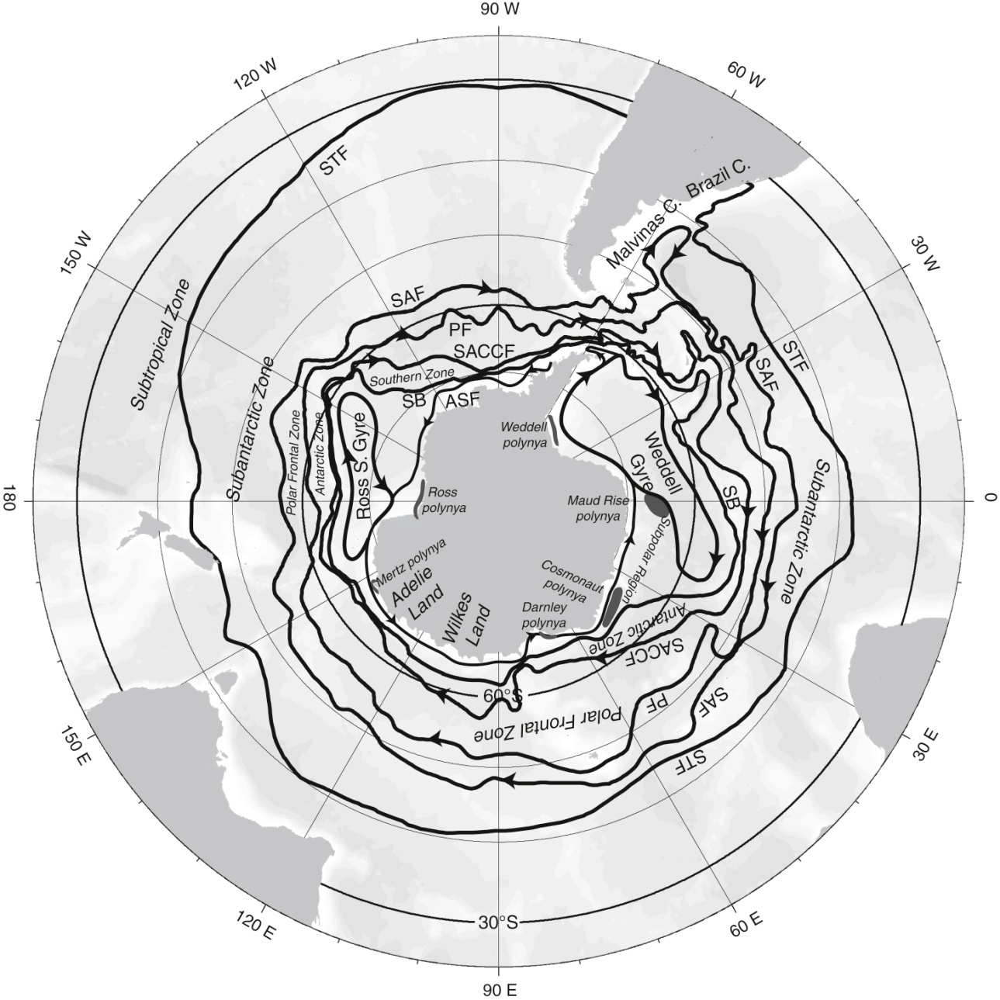 90 W
120 W
60 W
STF
Brazil C.
Malvinas C.
150 W
30 W
SAF
PF
SACCF
Southern Zone
SB
ASF
STF
SAF
Subtropical Zone
Subantarctic Zone
Polar Frontal Zone
Antarctic Zone
Ross S. Gyre
Weddell
polynya
Weddell
Gyre
SB
Subantarctic Zone
180
0
Ross
polynya
Maud Rise
polynya
Subpolar Region
Mertz polynya
Adelie
Land
Wilkes
Land
Cosmonaut
polynya
Darnley
polynya
Antarctic Zone
SACCF
60°S
PF
SAF
Polar Frontal Zone
STF
150 E
30 E
120 E
30°S
60 E
90 E